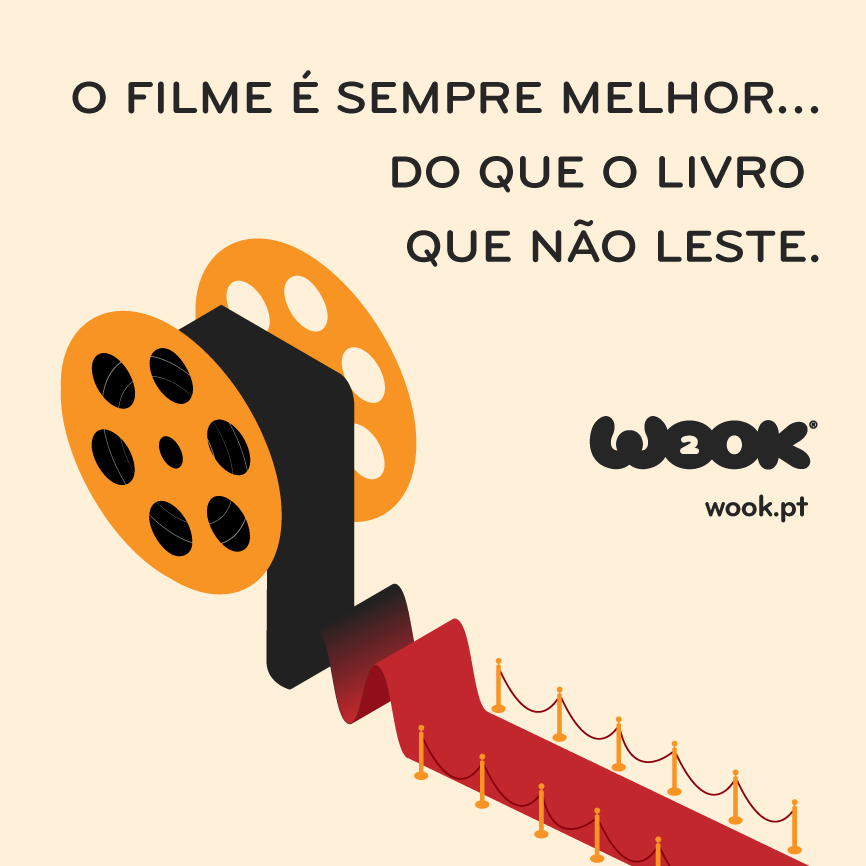 O FILME É SEMPRE MELHOR...
DO QUE O LIVRO
QUE NÃO LESTE.
WOOK®
wook.pt